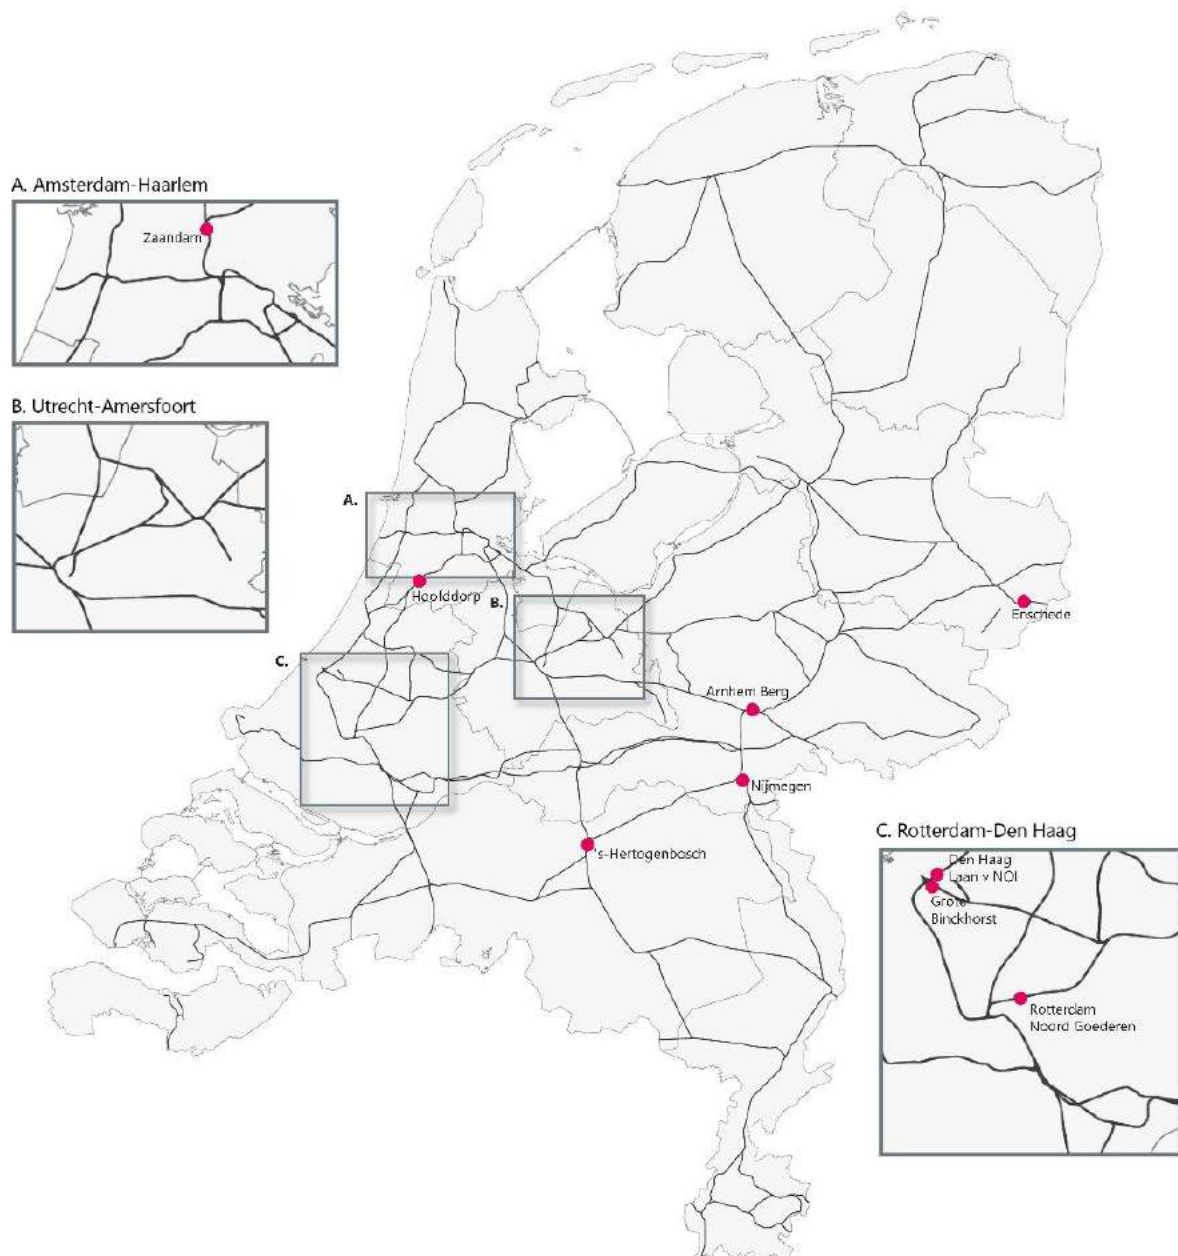 A. Amsterdam-Haarlem
Zaandam
B. Utrecht-Amersfoort
A.
Hoofddorp
B.
Enschede
C.
Arnhem Berg
Nijmegen
's-Hertogenbosch
C. Rotterdam-Den Haag
Den Haag
Laan v NOI
Grote
Binckhorst
Rotterdam
Noord Goederen